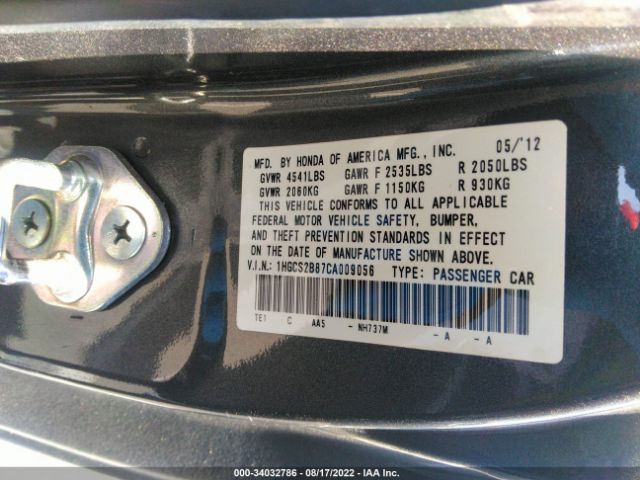 MFD. BY HONDA OF AMERICA MFG., INC. 05/'12
GVWR 4541LBS GAWR F 2535LBS R 2050LBS
GVWR 2060KG GAWR F 1150KG R 930KG
THIS VEHICLE CONFORMS TO ALL APPLICABLE
FEDERAL MOTOR VEHICLE SAFETY, BUMPER,
AND THEFT PREVENTION STANDARDS IN EFFECT
ON THE DATE OF MANUFACTURE SHOWN ABOVE.
V.I.N.: 1HGCS2B87CA009056 TYPE: PASSENGER CAR
TE1 C AA5 - NH737M - A - A
000-34032786 - 08/17/2022 - IAA Inc.